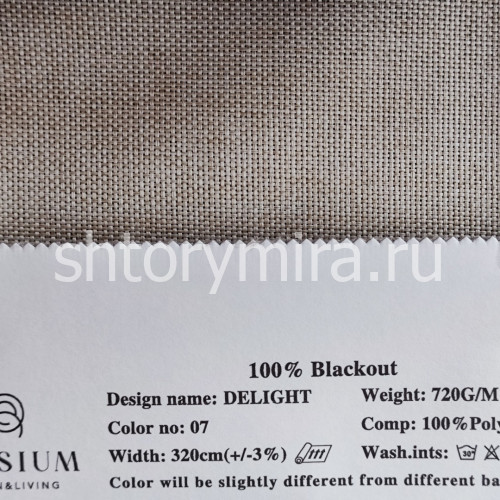 shtorymira.ru
100% Blackout
Design name: DELIGHT Weight: 720G/M
Color no: 07 Comp: 100%Poly
Width: 320cm(+/-3%) Wash.ints: 30°
SIUM
N&LIVING
Color will be slightly different from different ba